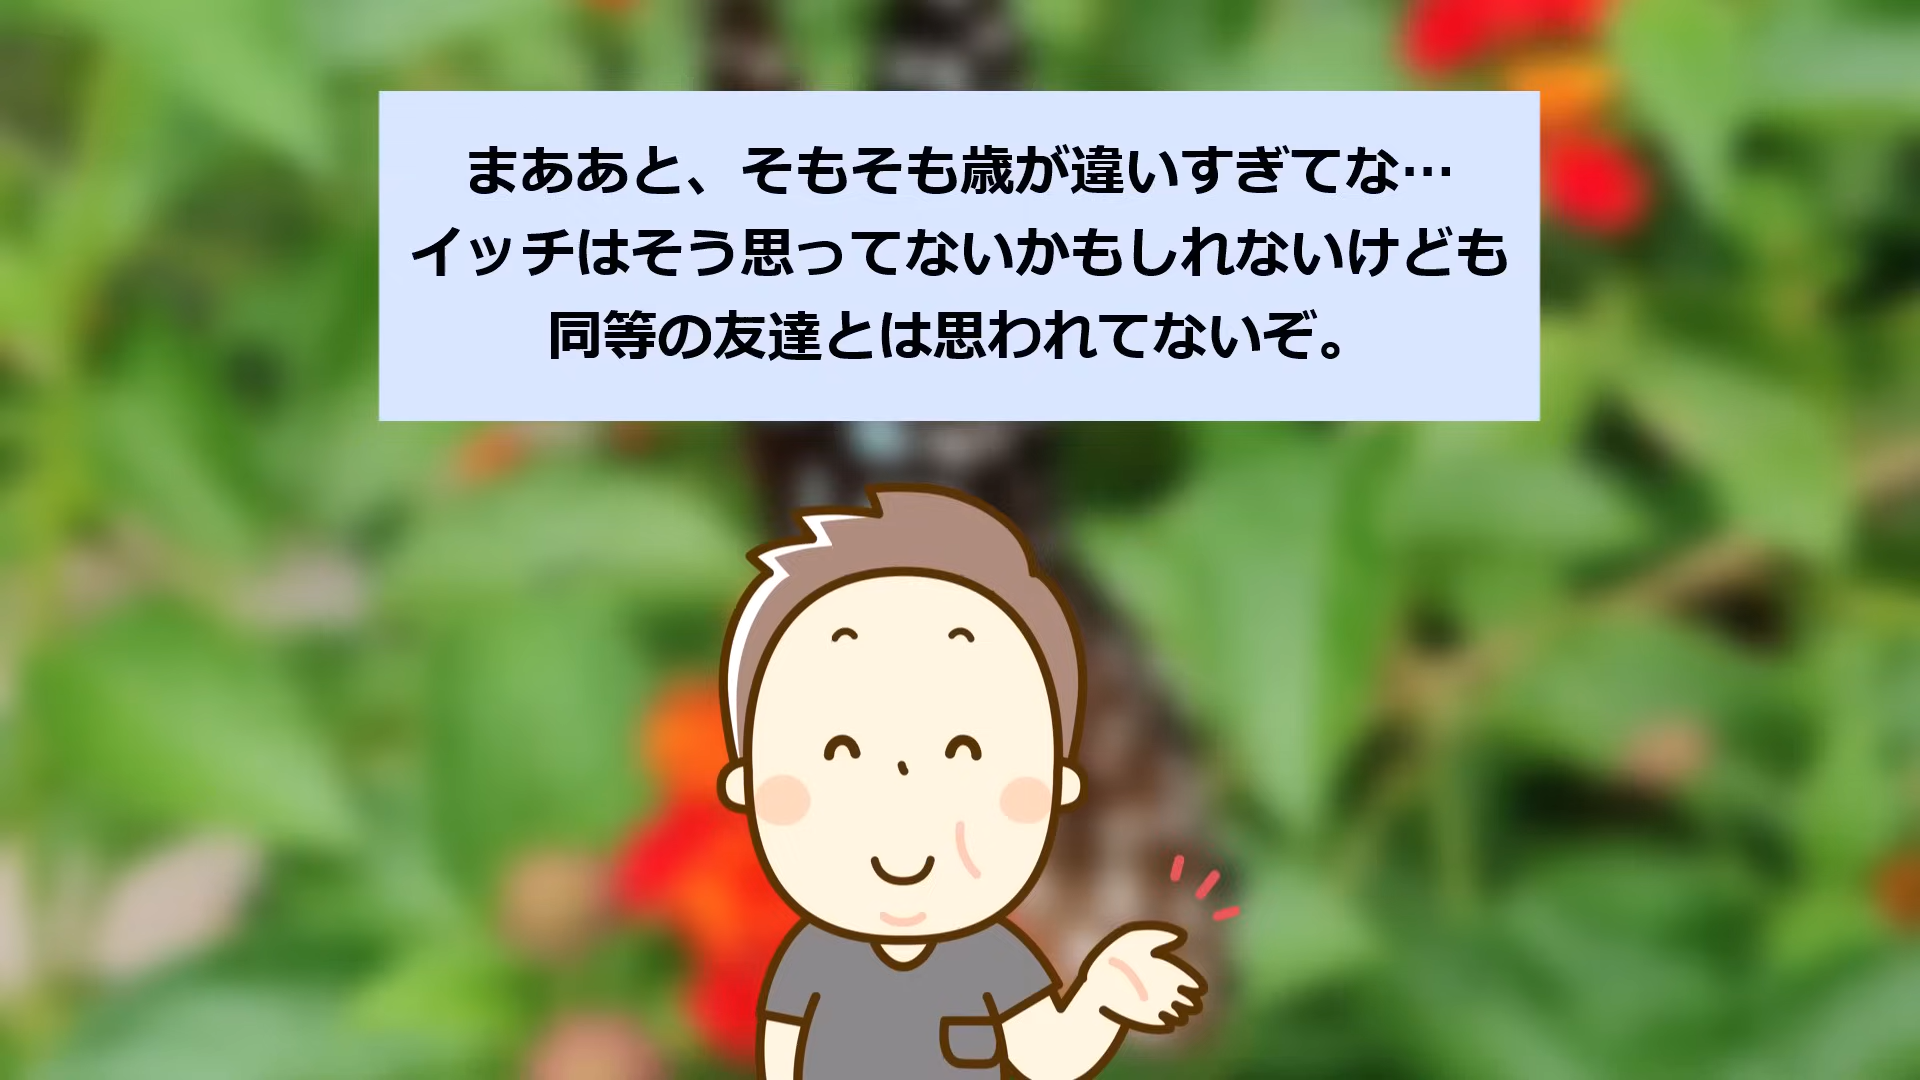 まああと、そもそも歳が違いすぎてな…
イッチはそう思ってないかもしれないけども
同等の友達とは思われてないぞ。